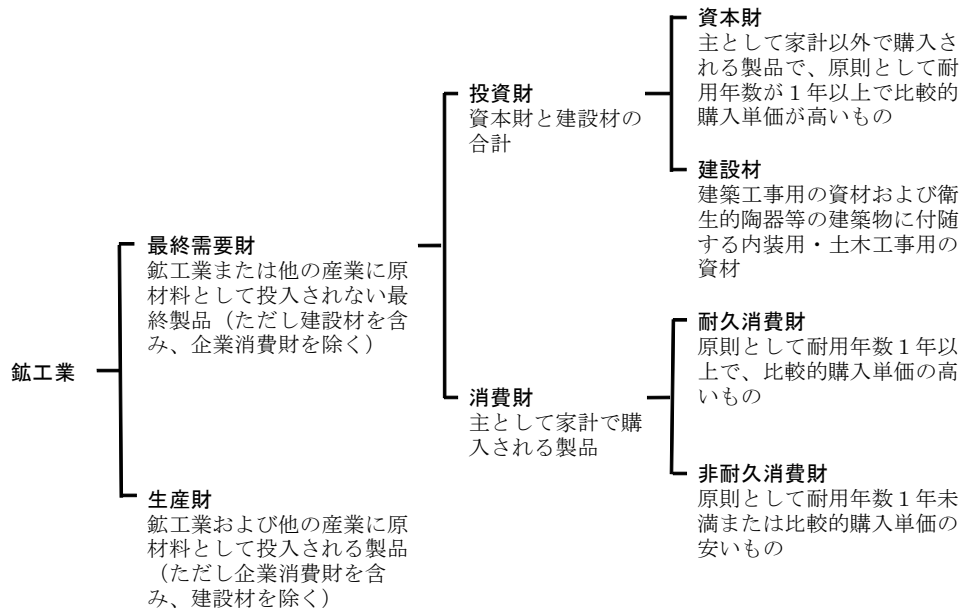 鉱工業
最終需要財
鉱工業または他の産業に原
材料として投入されない最
終製品（ただし建設材を含
み、企業消費財を除く）
生産財
鉱工業および他の産業に原
材料として投入される製品
（ただし企業消費財を含
み、建設材を除く）
投資財
資本財と建設材の
合計
消費財
主として家計で購
入される製品
資本財
主として家計以外で購入さ
れる製品で、原則として耐
用年数が１年以上で比較的
購入単価が高いもの
建設材
建築工事用の資材および衛
生的陶器等の建築物に付随
する内装用・土木工事用の
資材
耐久消費財
原則として耐用年数１年以
上で、比較的購入単価の高
いもの
非耐久消費財
原則として耐用年数１年未
満または比較的購入単価の
安いもの